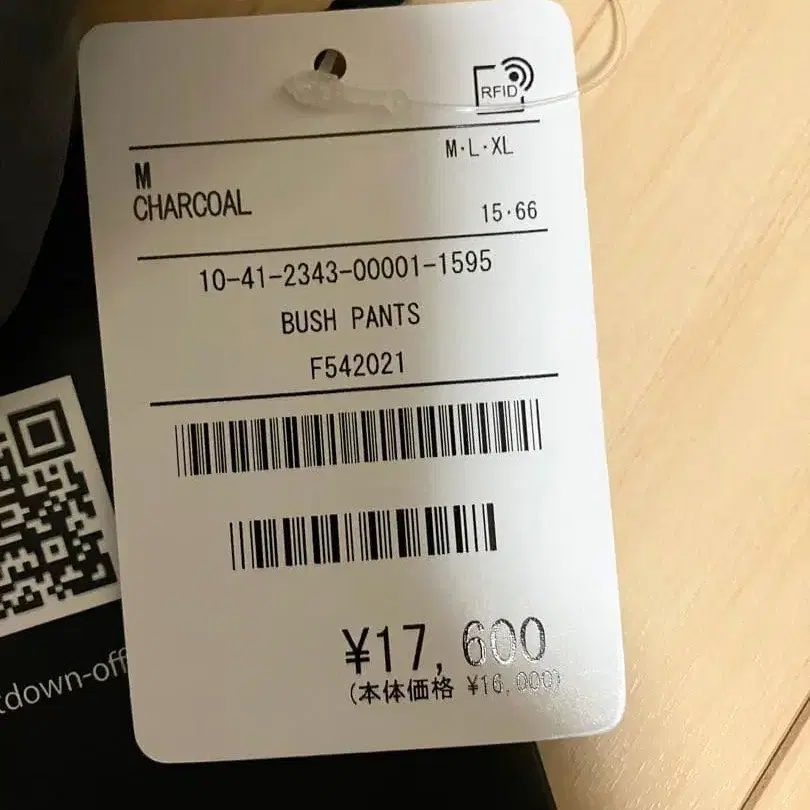 RFID
M·L·XL
M
CHARCOAL
15·66
10-41-2343-00001-1595
BUSH PANTS
F542021
¥17,600
(本体価格 ¥16,000)
tdown-off